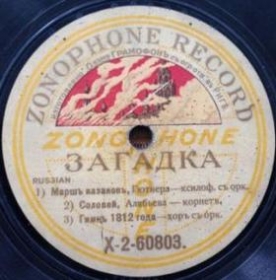 ZONOPHONE RECORD
ZONOPHONE
ЗАГАДКА
RUSSIAN
1) Маршъ казаковъ, Гютнера — ксилоф. съ орк.
2) Соловей, Алябьева — корнетъ,
3) Гимнъ 1812 года — хоръ съ орк.
X-2-60803.